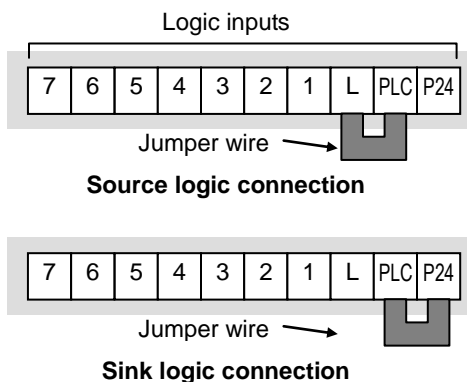 Logic inputs
7 6 5 4 3 2 1 L PLC P24
Jumper wire
Source logic connection
7 6 5 4 3 2 1 L PLC P24
Jumper wire
Sink logic connection